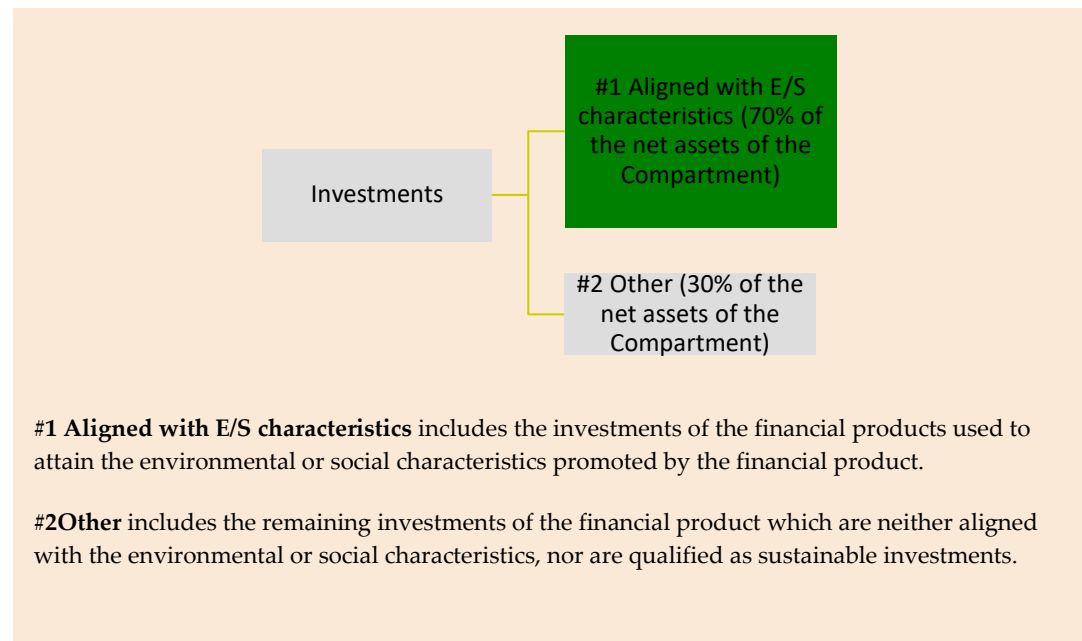 #1 Aligned with E/S
characteristics (70% of
the net assets of the
Compartment)
Investments
#2 Other (30% of the
net assets of the
Compartment)
#1 Aligned with E/S characteristics includes the investments of the financial products used to
attain the environmental or social characteristics promoted by the financial product.
#2Other includes the remaining investments of the financial product which are neither aligned
with the environmental or social characteristics, nor are qualified as sustainable investments.